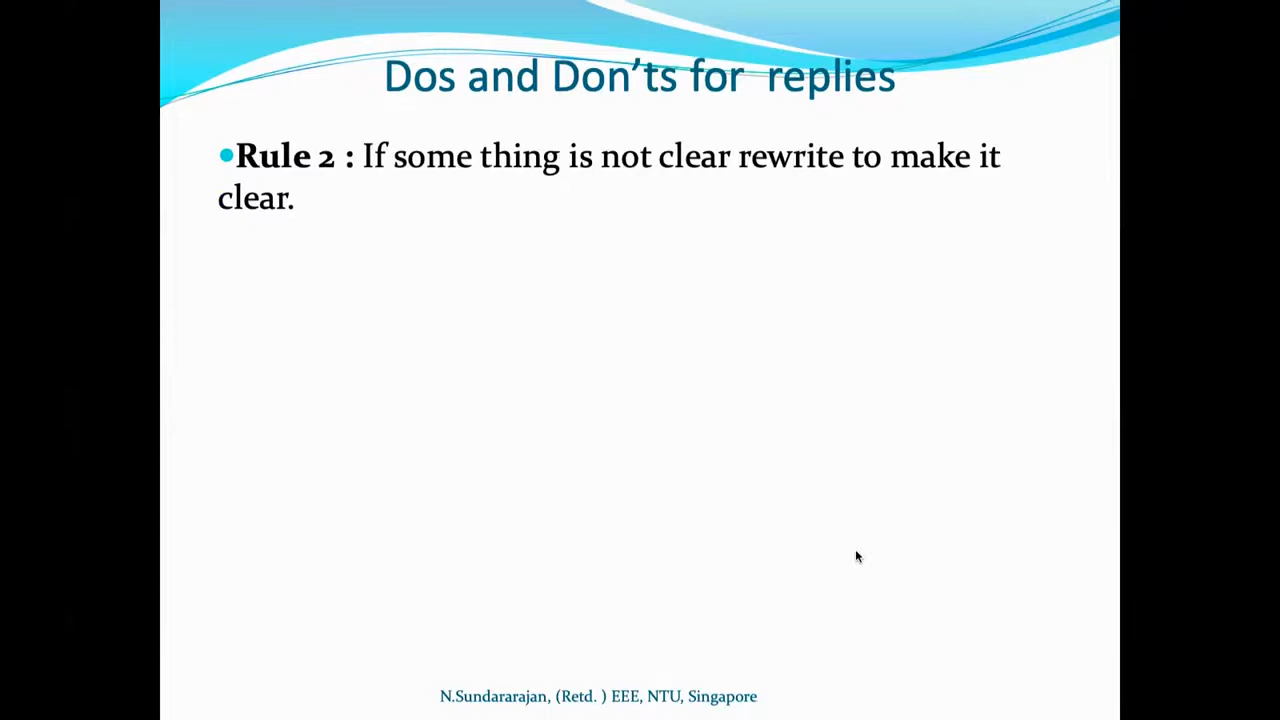 Dos and Don’ts for  replies
•Rule 2 : If some thing is not clear rewrite to make it
clear.
N.Sundararajan, (Retd. ) EEE, NTU, Singapore